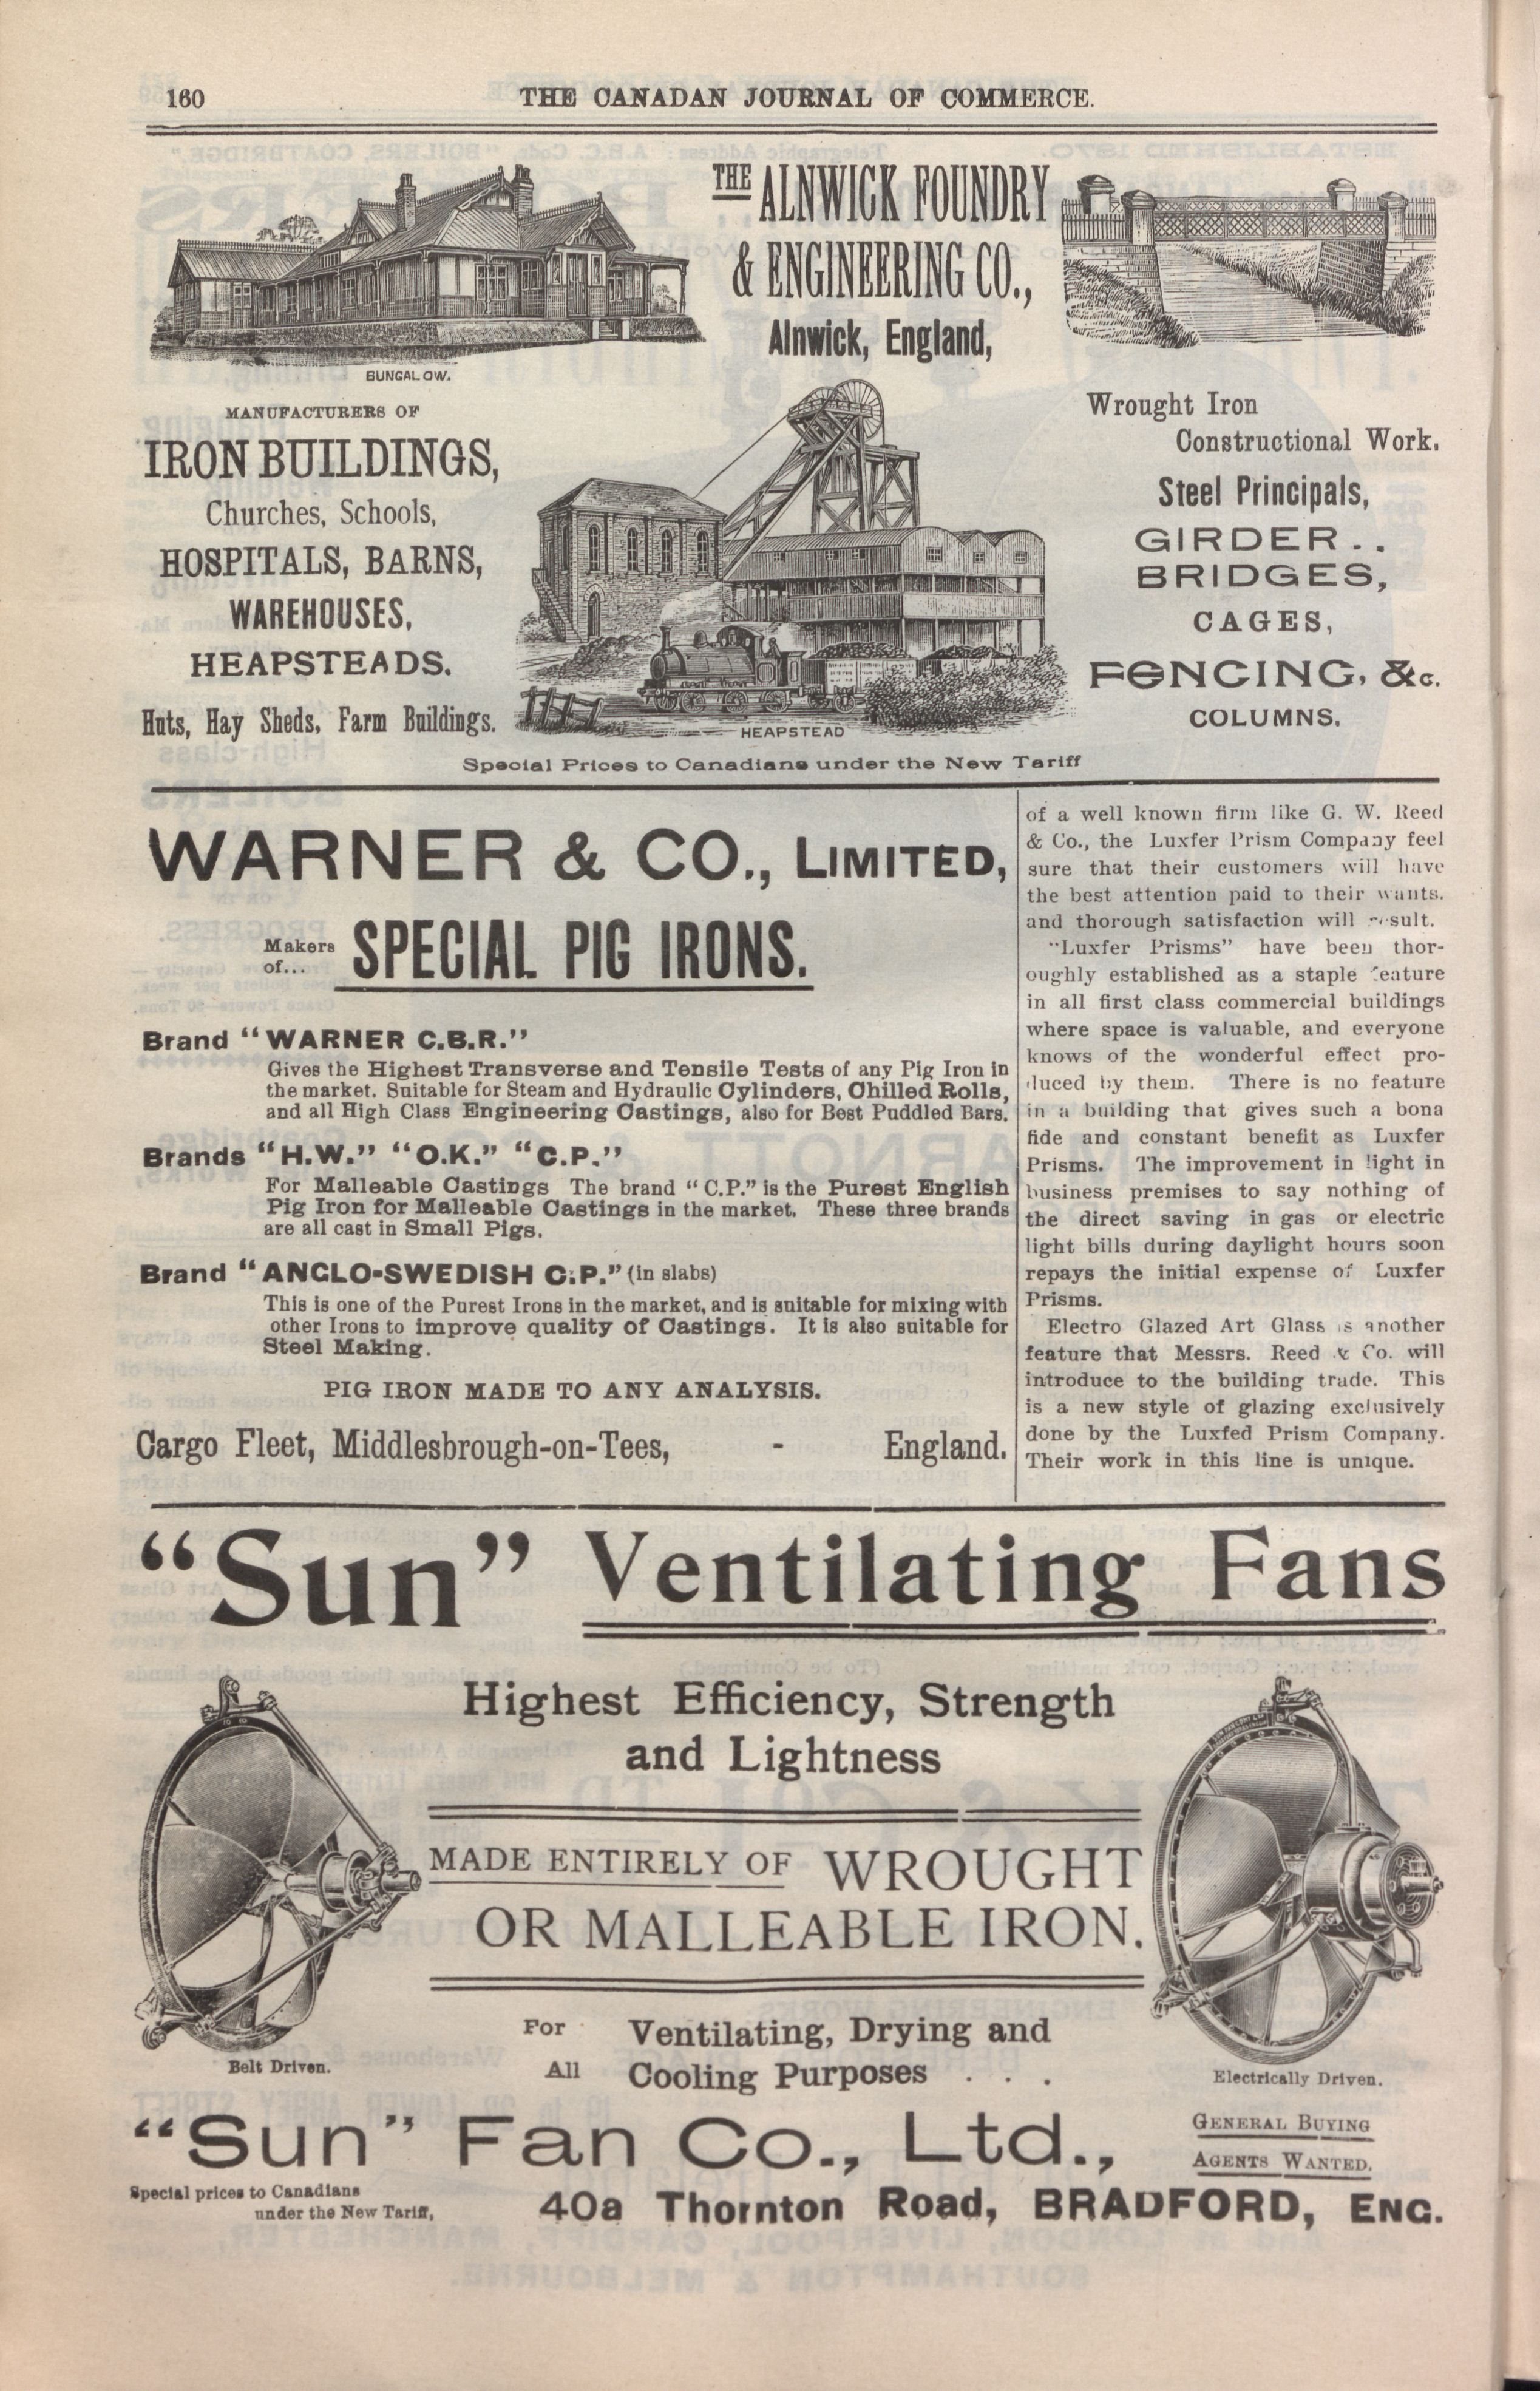 160
THE CANADAN JOURNAL OF COMMERCE.
THE ALNWICK FOUNDRY
& ENGINEERING CO.,
Alnwick, England,
BUNGALOW.
MANUFACTURERS OF
IRON BUILDINGS,
Churches, Schools,
HOSPITALS, BARNS,
WAREHOUSES,
HEAPSTEADS.
Huts, Hay Sheds, Farm Buildings.
HEAPSTEAD
Wrought Iron
Constructional Work.
Steel Principals,
GIRDER..
BRIDGES,
CAGES,
FENCING, &c.
COLUMNS.
Special Prices to Canadians under the New Tariff
WARNER & CO., LIMITED,
Makers
of... SPECIAL PIG IRONS.
Brand "WARNER C.B.R."
Gives the Highest Transverse and Tensile Tests of any Pig Iron in
the market. Suitable for Steam and Hydraulic Cylinders, Chilled Rolls,
and all High Class Engineering Castings, also for Best Puddled Bars.
Brands "H.W." "O.K." "C.P."
For Malleable Castings The brand "C.P." is the Purest English
Pig Iron for Malleable Castings in the market. These three brands
are all cast in Small Pigs.
Brand "ANGLO-SWEDISH C.P." (in slabs)
This is one of the Purest Irons in the market, and is suitable for mixing with
other Irons to improve quality of Castings. It is also suitable for
Steel Making.
PIG IRON MADE TO ANY ANALYSIS.
Cargo Fleet, Middlesbrough-on-Tees, - England.
of a well known firm like G. W. Reed
& Co., the Luxfer Prism Company feel
sure that their customers will have
the best attention paid to their wants.
and thorough satisfaction will result.
"Luxfer Prisms" have been thor-
oughly established as a staple feature
in all first class commercial buildings
where space is valuable, and everyone
knows of the wonderful effect pro-
duced by them. There is no feature
in a building that gives such a bona
fide and constant benefit as Luxfer
Prisms. The improvement in light in
business premises to say nothing of
the direct saving in gas or electric
light bills during daylight hours soon
repays the initial expense of Luxfer
Prisms.
Electro Glazed Art Glass is another
feature that Messrs. Reed & Co. will
introduce to the building trade. This
is a new style of glazing exclusively
done by the Luxfed Prism Company.
Their work in this line is unique.
"Sun" Ventilating Fans
Highest Efficiency, Strength
and Lightness
MADE ENTIRELY OF WROUGHT
OR MALLEABLE IRON.
For Ventilating, Drying and
All Cooling Purposes . . .
Belt Driven.
Electrically Driven.
"Sun" Fan Co., Ltd.,
GENERAL BUYING
AGENTS WANTED.
Special prices to Canadians
under the New Tariff,
40a Thornton Road, BRADFORD, ENG.